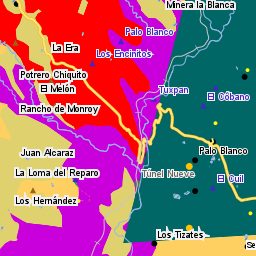 Minera la Blanca
Palo Blanco
La Era
Los Encinitos
Potrero Chiquito
El Melón
Tuxpan
El Cóbano
Rancho de Monroy
Juan Alcaraz
Palo Blanco
La Loma del Reparo
Túnel Nueve
El Cuil
Los Hernández
Los Tizates
Se